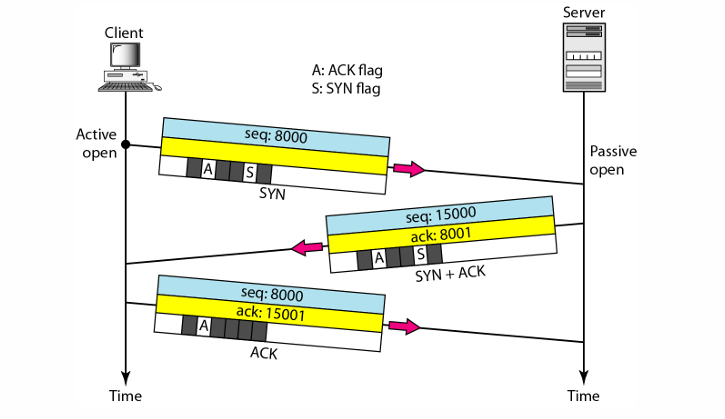 Client
Server
A: ACK flag
S: SYN flag
Active
open
seq: 8000
A
S
SYN
Passive
open
seq: 15000
ack: 8001
A
S
SYN + ACK
seq: 8000
ack: 15001
A
ACK
Time
Time